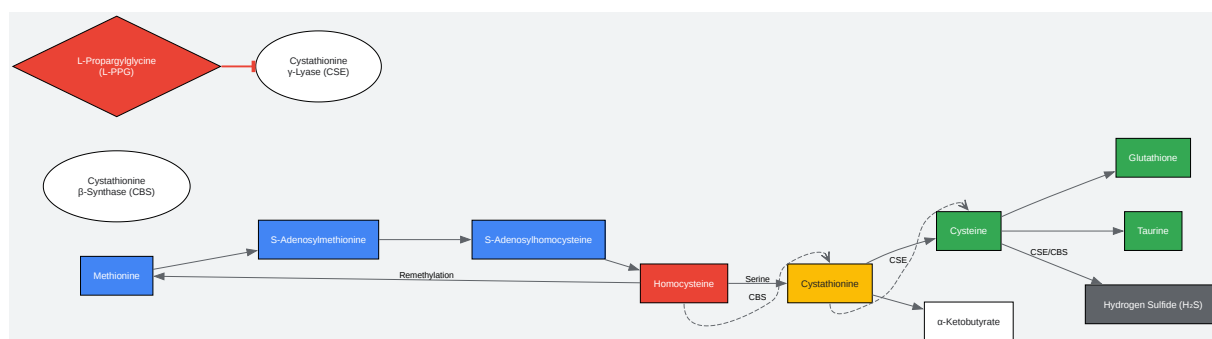 L-Propargylglycine
(L-PPG)
Cystathionine
γ-Lyase (CSE)
Cystathionine
β-Synthase (CBS)
Methionine
S-Adenosylmethionine
S-Adenosylhomocysteine
Remethylation
Homocysteine
Serine
CBS
Cystathionine
CSE
α-Ketobutyrate
Cysteine
CSE/CBS
Glutathione
Taurine
Hydrogen Sulfide (H₂S)